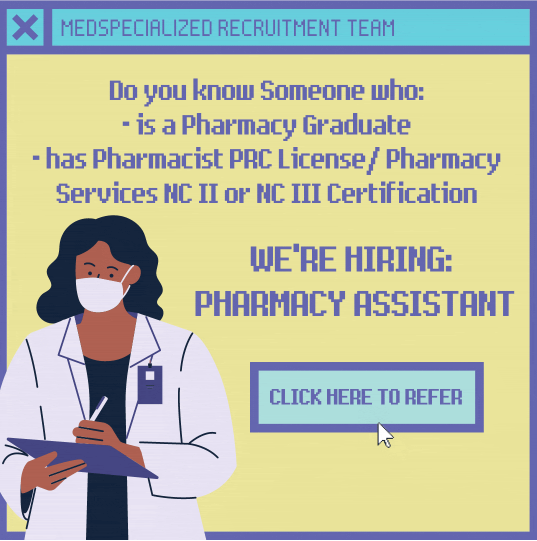 MEDSPECIALIZED RECRUITMENT TEAM
Do you know Someone who:
- is a Pharmacy Graduate
- has Pharmacist PRC License/ Pharmacy
Services NC II or NC III Certification
WE'RE HIRING:
PHARMACY ASSISTANT
CLICK HERE TO REFER